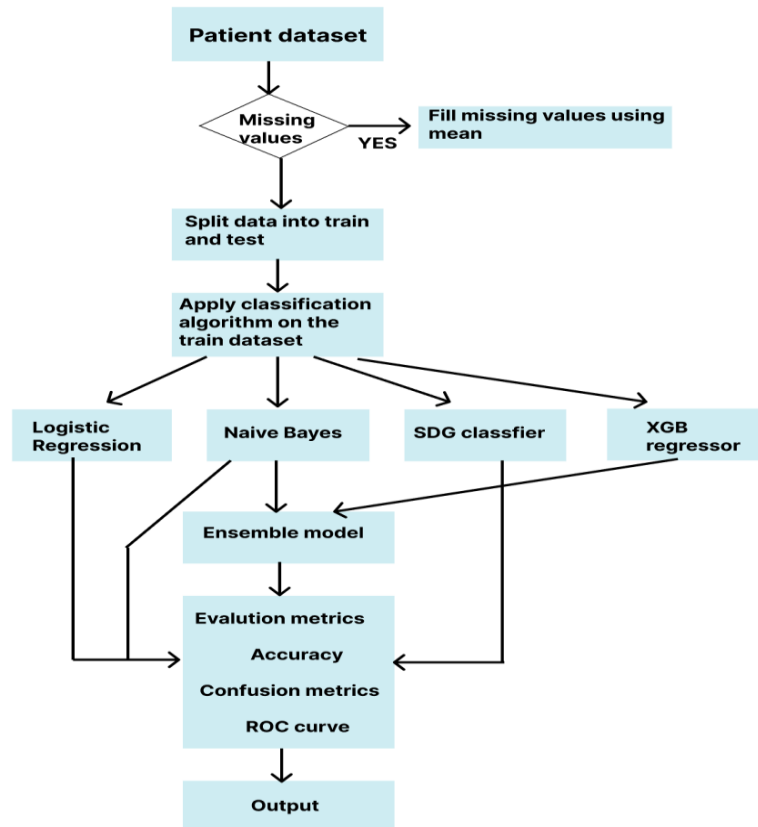 Patient dataset
Missing
values
YES
Fill missing values using
mean
Split data into train
and test
Apply classification
algorithm on the
train dataset
Logistic
Regression
Naive Bayes
SDG classfier
XGB
regressor
Ensemble model
Evalution metrics
Accuracy
Confusion metrics
ROC curve
Output